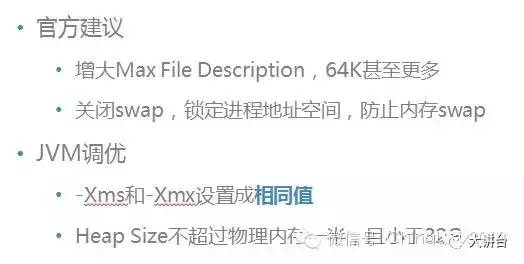 官方建议
增大Max File Description，64K甚至更多
关闭swap，锁定进程地址空间，防止内存swap
JVM调优
-Xms和-Xmx设置成相同值
Heap Size不超过物理内存一半，且小于32G
微信号
大讲台